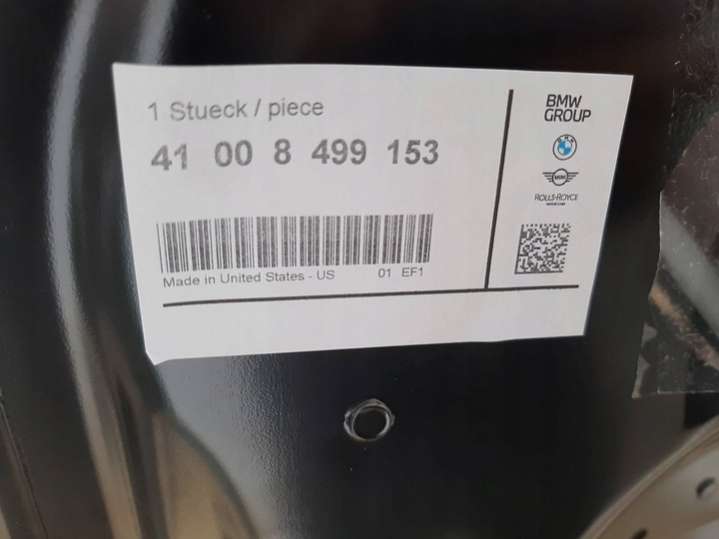 1 Stueck / piece
41 00 8 499 153
Made in United States - US 01 EF1
BMW
GROUP
MINI
ROLLS-ROYCE